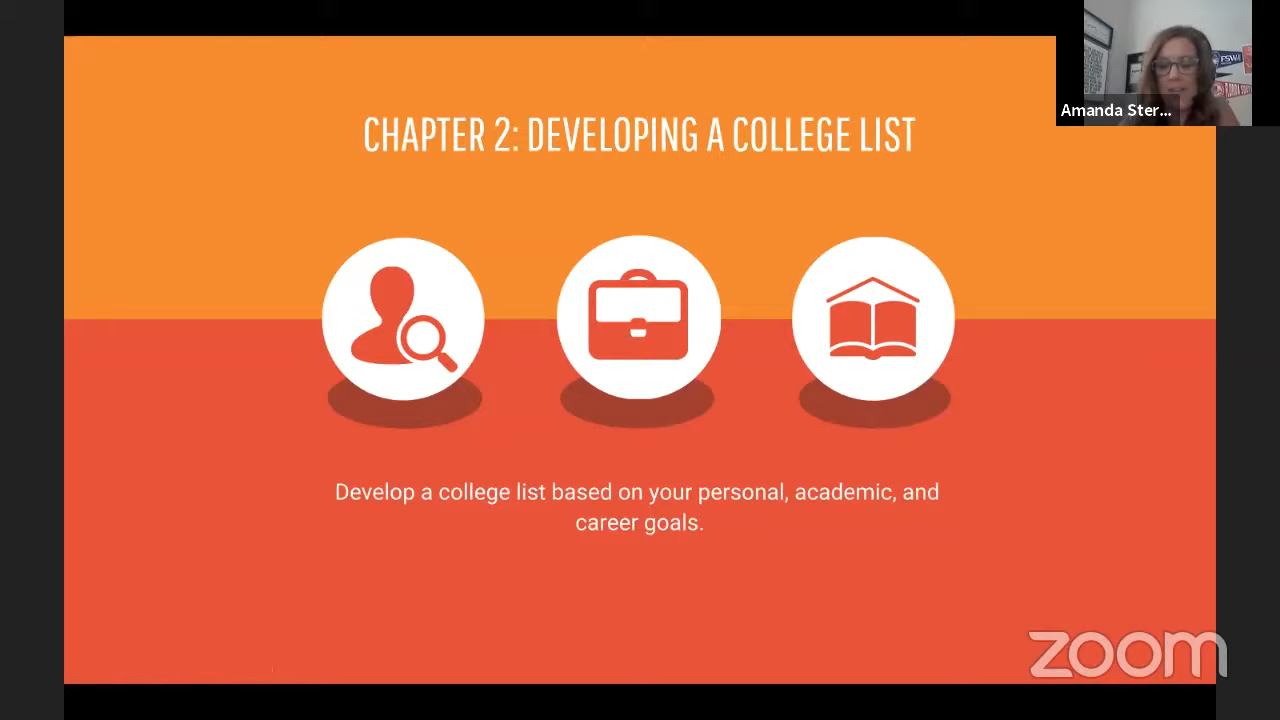 Amanda Ster...
CHAPTER 2: DEVELOPING A COLLEGE LIST
Develop a college list based on your personal, academic, and
career goals.
zoom